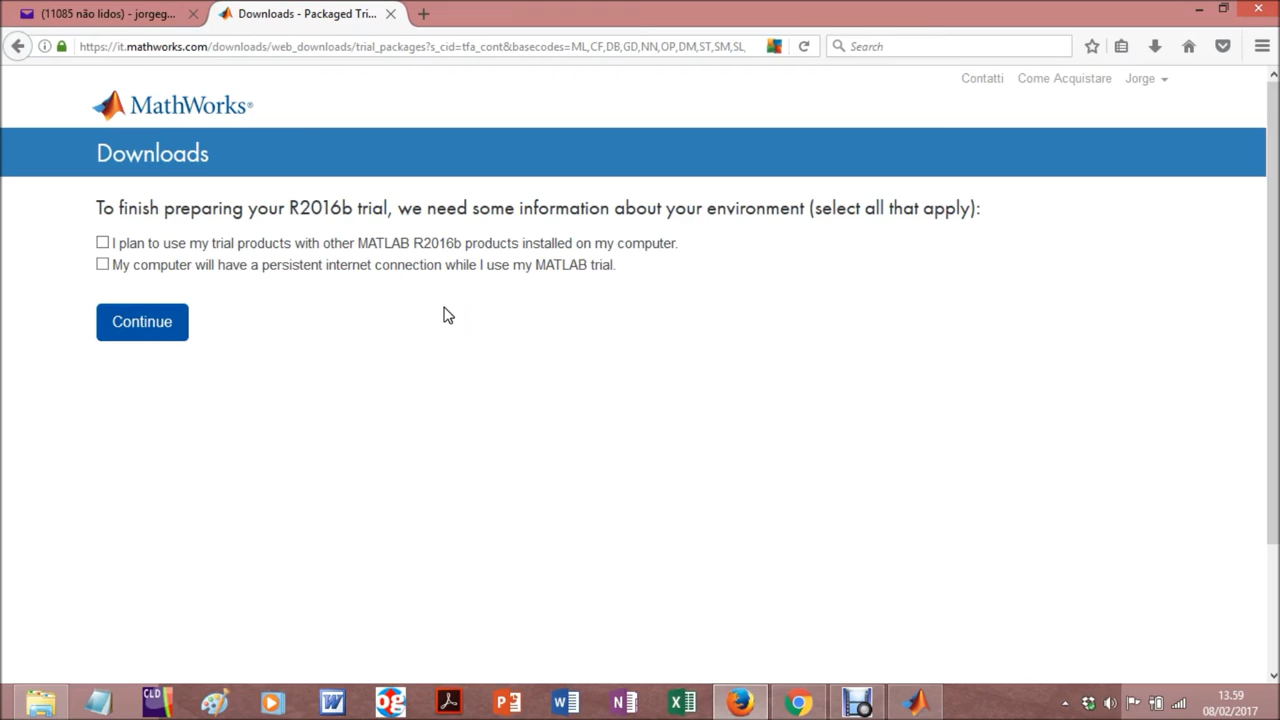 (11085 não lidos) - jorgeg...
Downloads - Packaged Tri...
https://it.mathworks.com/downloads/web_downloads/trial_packages?s_cid=tfa_cont&basecodes=ML,CF,DB,GD,NN,OP,DM,ST,SM,SL,
Search
Contatti Come Acquistare Jorge
MathWorks®
Downloads
To finish preparing your R2016b trial, we need some information about your environment (select all that apply):
I plan to use my trial products with other MATLAB R2016b products installed on my computer.
My computer will have a persistent internet connection while I use my MATLAB trial.
Continue
CLD
og
13.59
08/02/2017